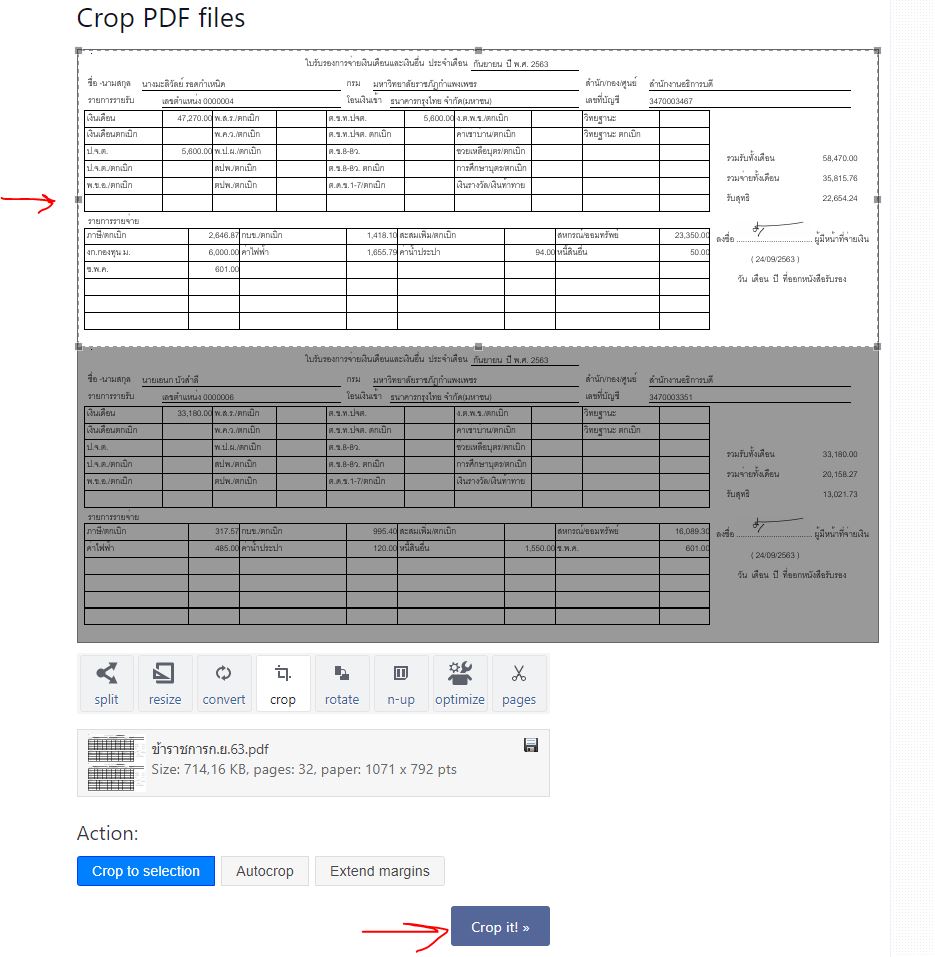 Crop PDF files
ใบรับรองการจ่ายเงินเดือนและเงินอื่น ประจำเดือน กันยายน ปี พ.ศ. 2563
ชื่อ -นามสกุล นางมะลิวัลย์ รอดกำเหนิด กรม มหาวิทยาลัยราชภัฏกำแพงเพชร สำนัก/กอง/ศูนย์ สำนักงานอธิการบดี
รายการรายรับ เลขตำแหน่ง 0000004 โอนเงินเข้า ธนาคารกรุงไทย จำกัด(มหาชน) เลขที่บัญชี 3470003467
เงินเดือน 47,270.00 พ.ส.ร./ตกเบิก ต.ข.ท.ปจต. 5,600.00 ง.ต.พ.ข./ตกเบิก วิทยฐานะ
เงินเดือนตกเบิก พ.ค.ว./ตกเบิก ต.ข.ท.ปจต. ตกเบิก ค่าเช่าบ้าน/ตกเบิก วิทยฐานะ ตกเบิก
ป.จ.ต. 5,600.00 พ.ป.ผ./ตกเบิก ต.ข.8-8ว. ช่วยเหลือบุตร/ตกเบิก
รวมรับทั้งเดือน 58,470.00
ป.จ.ต./ตกเบิก สปพ./ตกเบิก ต.ข.8-8ว. ตกเบิก การศึกษาบุตร/ตกเบิก
รวมจ่ายทั้งเดือน 35,815.76
พ.ข.อ./ตกเบิก ตปพ./ตกเบิก ต.ด.ข.1-7/ตกเบิก เงินรางวัล/เงินท้าทาย
รับสุทธิ 22,654.24
รายการรายจ่าย
ภาษี/ตกเบิก 2,646.87 กบข./ตกเบิก 1,418.10 สะสมเพิ่ม/ตกเบิก สหกรณ์ออมทรัพย์ 23,350.00
ลงชื่อ ผู้มีหน้าที่จ่ายเงิน
งก.กองทุน ม. 6,000.00 ค่าไฟฟ้า 1,655.79 ค่าน้ำประปา 94.00 หนี้สินอื่น 50.00
( 24/09/2563 )
ช.พ.ค. 601.00
วัน เดือน ปี ที่ออกหนังสือรับรอง
ใบรับรองการจ่ายเงินเดือนและเงินอื่น ประจำเดือน กันยายน ปี พ.ศ. 2563
ชื่อ -นามสกุล นายเอนก บัวสำลี กรม มหาวิทยาลัยราชภัฏกำแพงเพชร สำนัก/กอง/ศูนย์ สำนักงานอธิการบดี
รายการรายรับ เลขตำแหน่ง 0000006 โอนเงินเข้า ธนาคารกรุงไทย จำกัด(มหาชน) เลขที่บัญชี 3470003351
เงินเดือน 33,180.00 พ.ส.ร./ตกเบิก ต.ข.ท.ปจต. ง.ต.พ.ข./ตกเบิก วิทยฐานะ
เงินเดือนตกเบิก พ.ค.ว./ตกเบิก ต.ข.ท.ปจต. ตกเบิก ค่าเช่าบ้าน/ตกเบิก วิทยฐานะ ตกเบิก
ป.จ.ต. พ.ป.ผ./ตกเบิก ต.ข.8-8ว. ช่วยเหลือบุตร/ตกเบิก
รวมรับทั้งเดือน 33,180.00
ป.จ.ต./ตกเบิก สปพ./ตกเบิก ต.ข.8-8ว. ตกเบิก การศึกษาบุตร/ตกเบิก
รวมจ่ายทั้งเดือน 20,158.27
พ.ข.อ./ตกเบิก ตปพ./ตกเบิก ต.ด.ข.1-7/ตกเบิก เงินรางวัล/เงินท้าทาย
รับสุทธิ 13,021.73
รายการรายจ่าย
ภาษี/ตกเบิก 317.57 กบข./ตกเบิก 995.40 สะสมเพิ่ม/ตกเบิก สหกรณ์ออมทรัพย์ 16,089.30
ลงชื่อ ผู้มีหน้าที่จ่ายเงิน
ค่าไฟฟ้า 485.00 ค่าน้ำประปา 120.00 หนี้สินอื่น 1,550.00 ช.พ.ค. 601.00
( 24/09/2563 )
วัน เดือน ปี ที่ออกหนังสือรับรอง
split resize convert crop rotate n-up optimize pages
ข้าราชการก.ย.63.pdf
Size: 714,16 KB, pages: 32, paper: 1071 x 792 pts
Action:
Crop to selection Autocrop Extend margins
Crop it! »